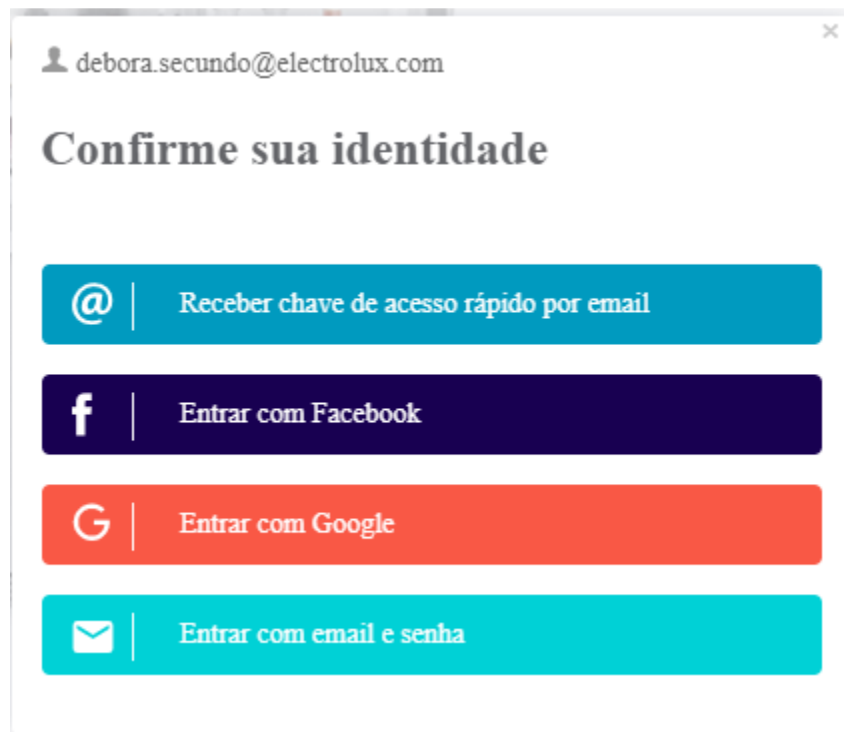 debora.secundo@electrolux.com
Confirme sua identidade
@ Receber chave de acesso rápido por email
f Entrar com Facebook
G Entrar com Google
Entrar com email e senha